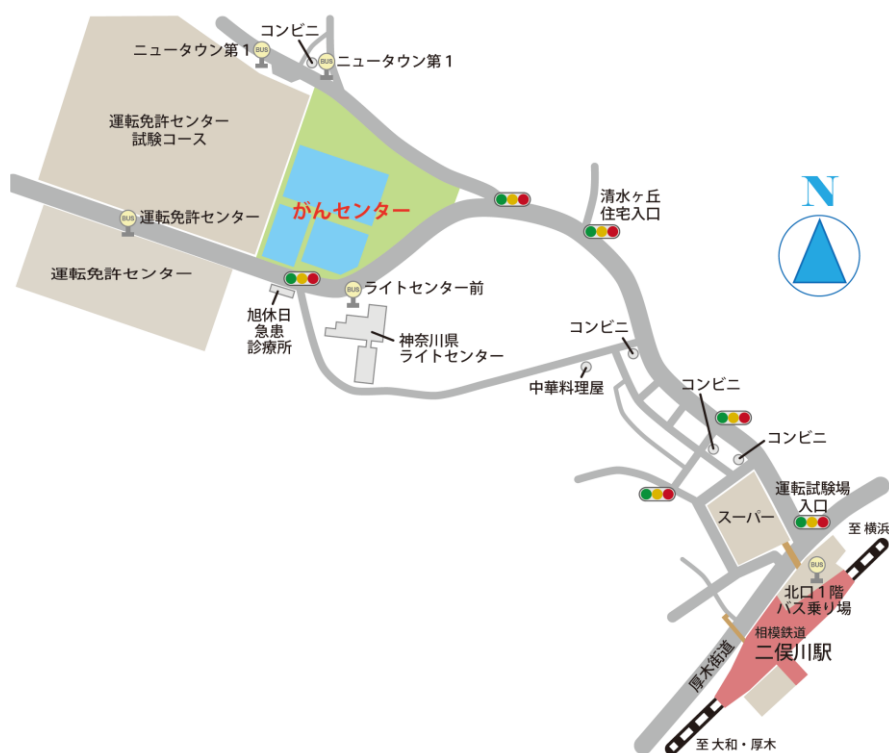 コンビニ
ニュータウン第1
BUS
BUS
ニュータウン第1
運転免許センター
試験コース
N
清水ヶ丘
住宅入口
がんセンター
BUS
運転免許センター
運転免許センター
BUS
ライトセンター前
旭休日
急患
診療所
神奈川県
ライトセンター
コンビニ
中華料理屋
コンビニ
コンビニ
運転試験場
入口
スーパー
至 横浜
BUS
北口1階
バス乗り場
相模鉄道
二俣川駅
厚木街道
至 大和・厚木